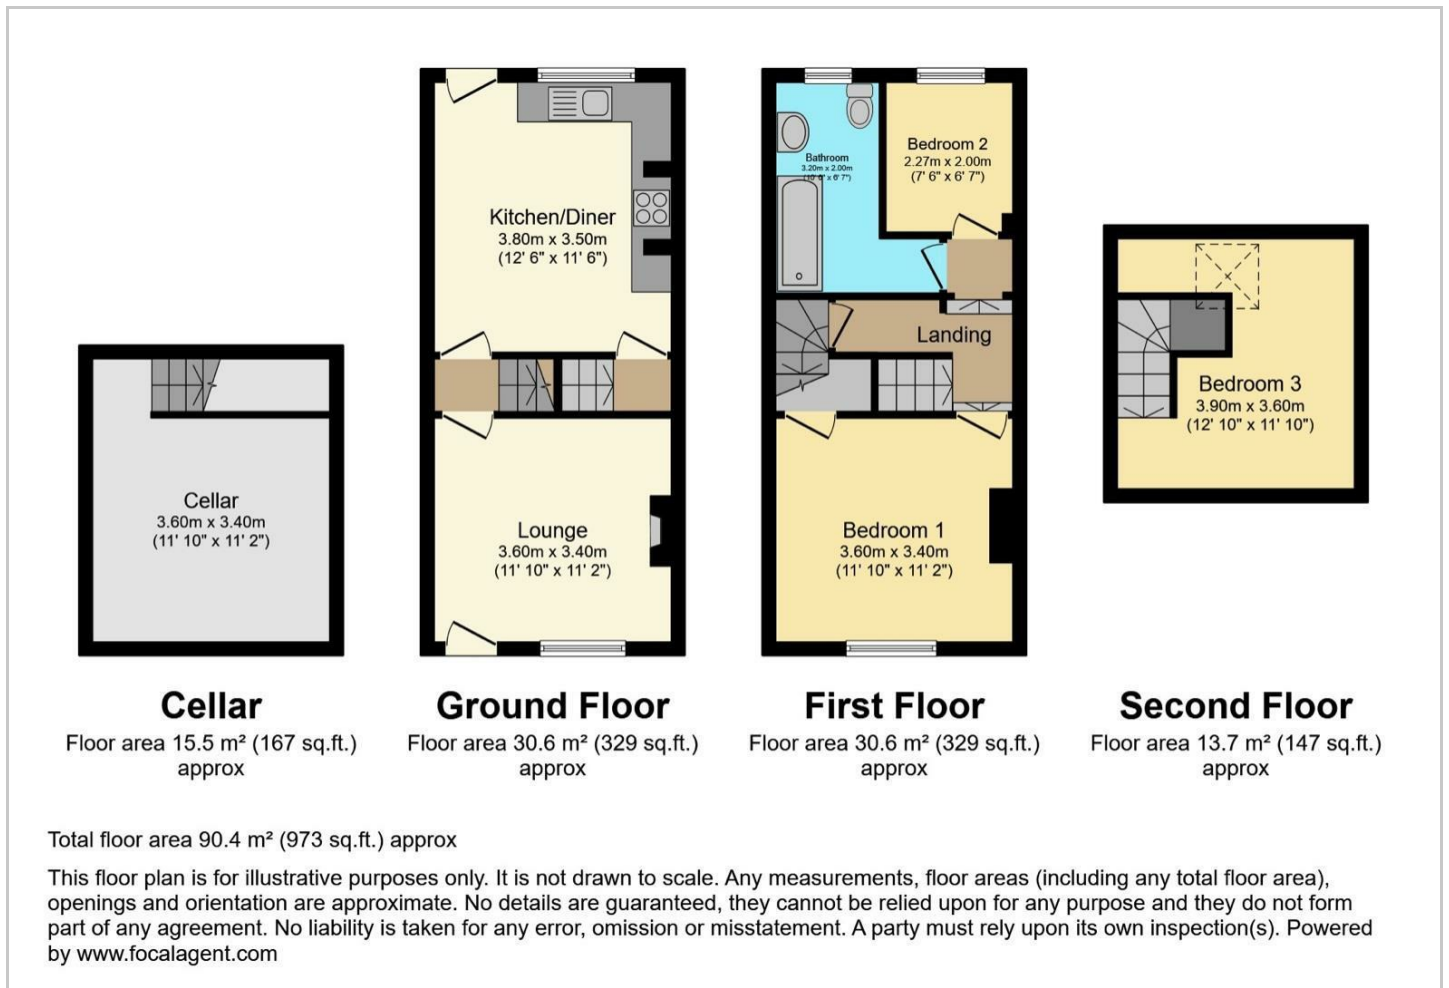 Kitchen/Diner
3.80m x 3.50m
(12' 6" x 11' 6")
Bathroom
3.20m x 2.00m
x 6' 7")
Bedroom 2
2.27m x 2.00m
(7' 6" x 6' 7")
Landing
Bedroom 3
3.90m x 3.60m
(12' 10" x 11' 10")
Cellar
3.60m x 3.40m
(11' 10" x 11' 2")
Lounge
3.60m x 3.40m
(11' 10" x 11' 2")
Bedroom 1
3.60m x 3.40m
(11' 10" x 11' 2")
Cellar
Floor area 15.5 m² (167 sq.ft.)
approx
Ground Floor
Floor area 30.6 m² (329 sq.ft.)
approx
First Floor
Floor area 30.6 m² (329 sq.ft.)
approx
Second Floor
Floor area 13.7 m² (147 sq.ft.)
approx
Total floor area 90.4 m² (973 sq.ft.) approx
This floor plan is for illustrative purposes only. It is not drawn to scale. Any measurements, floor areas (including any total floor area),
openings and orientation are approximate. No details are guaranteed, they cannot be relied upon for any purpose and they do not form
part of any agreement. No liability is taken for any error, omission or misstatement. A party must rely upon its own inspection(s). Powered
by www.focalagent.com